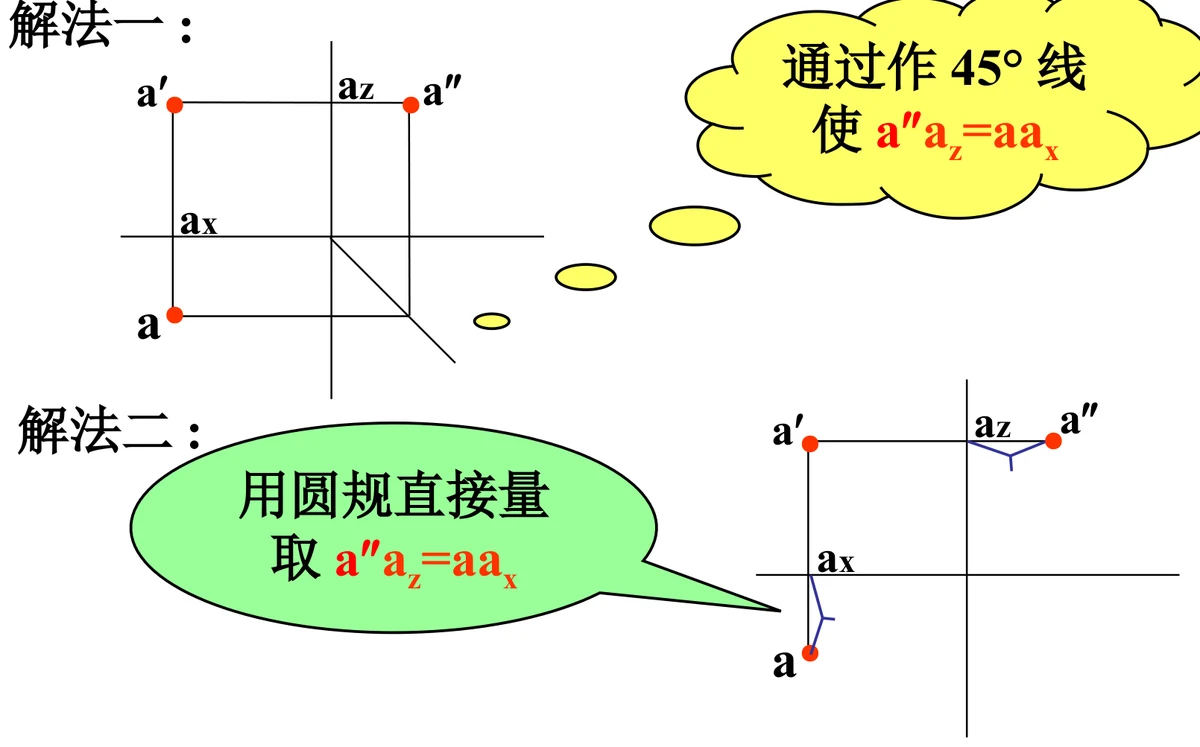 解法一：
通过作 45° 线
使 a″az=aax
a′
az
a″
ax
a
解法二：
用圆规直接量
取 a″az=aax
a′
az
a″
ax
a